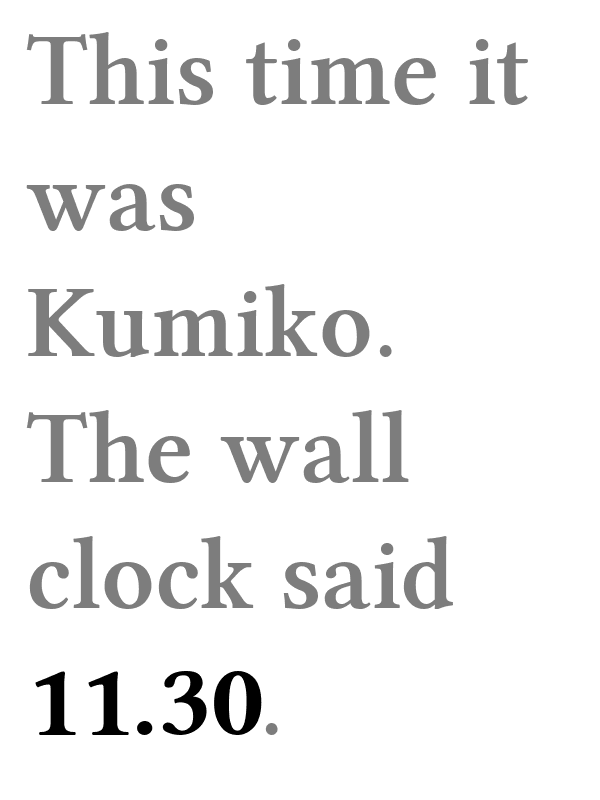 This time it
was
Kumiko.
The wall
clock said
11.30.